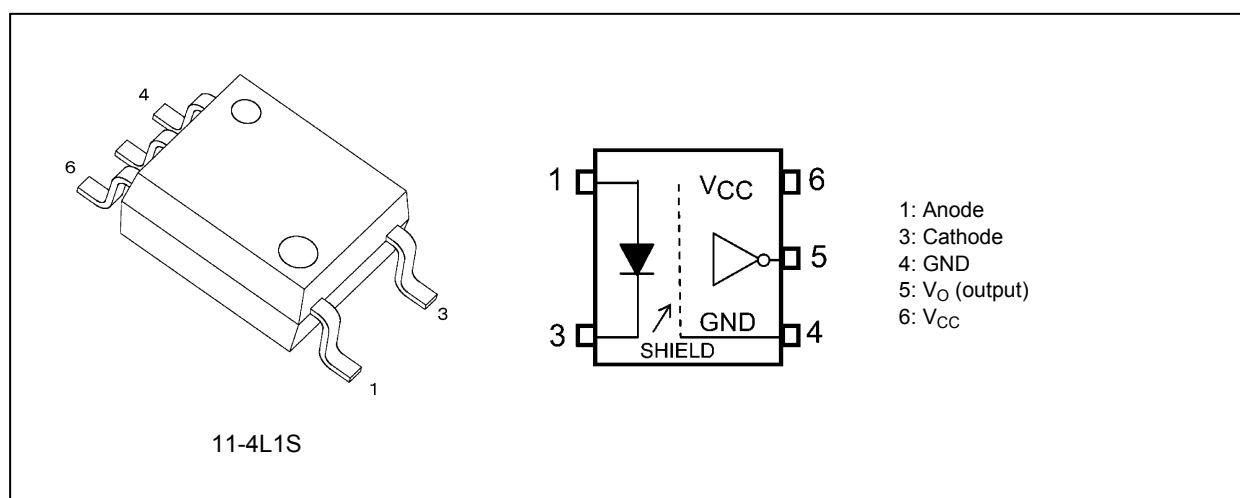 4
6
3
1
11-4L1S
1
VCC
6
5
3
GND
4
SHIELD
1: Anode
3: Cathode
4: GND
5: VO (output)
6: VCC